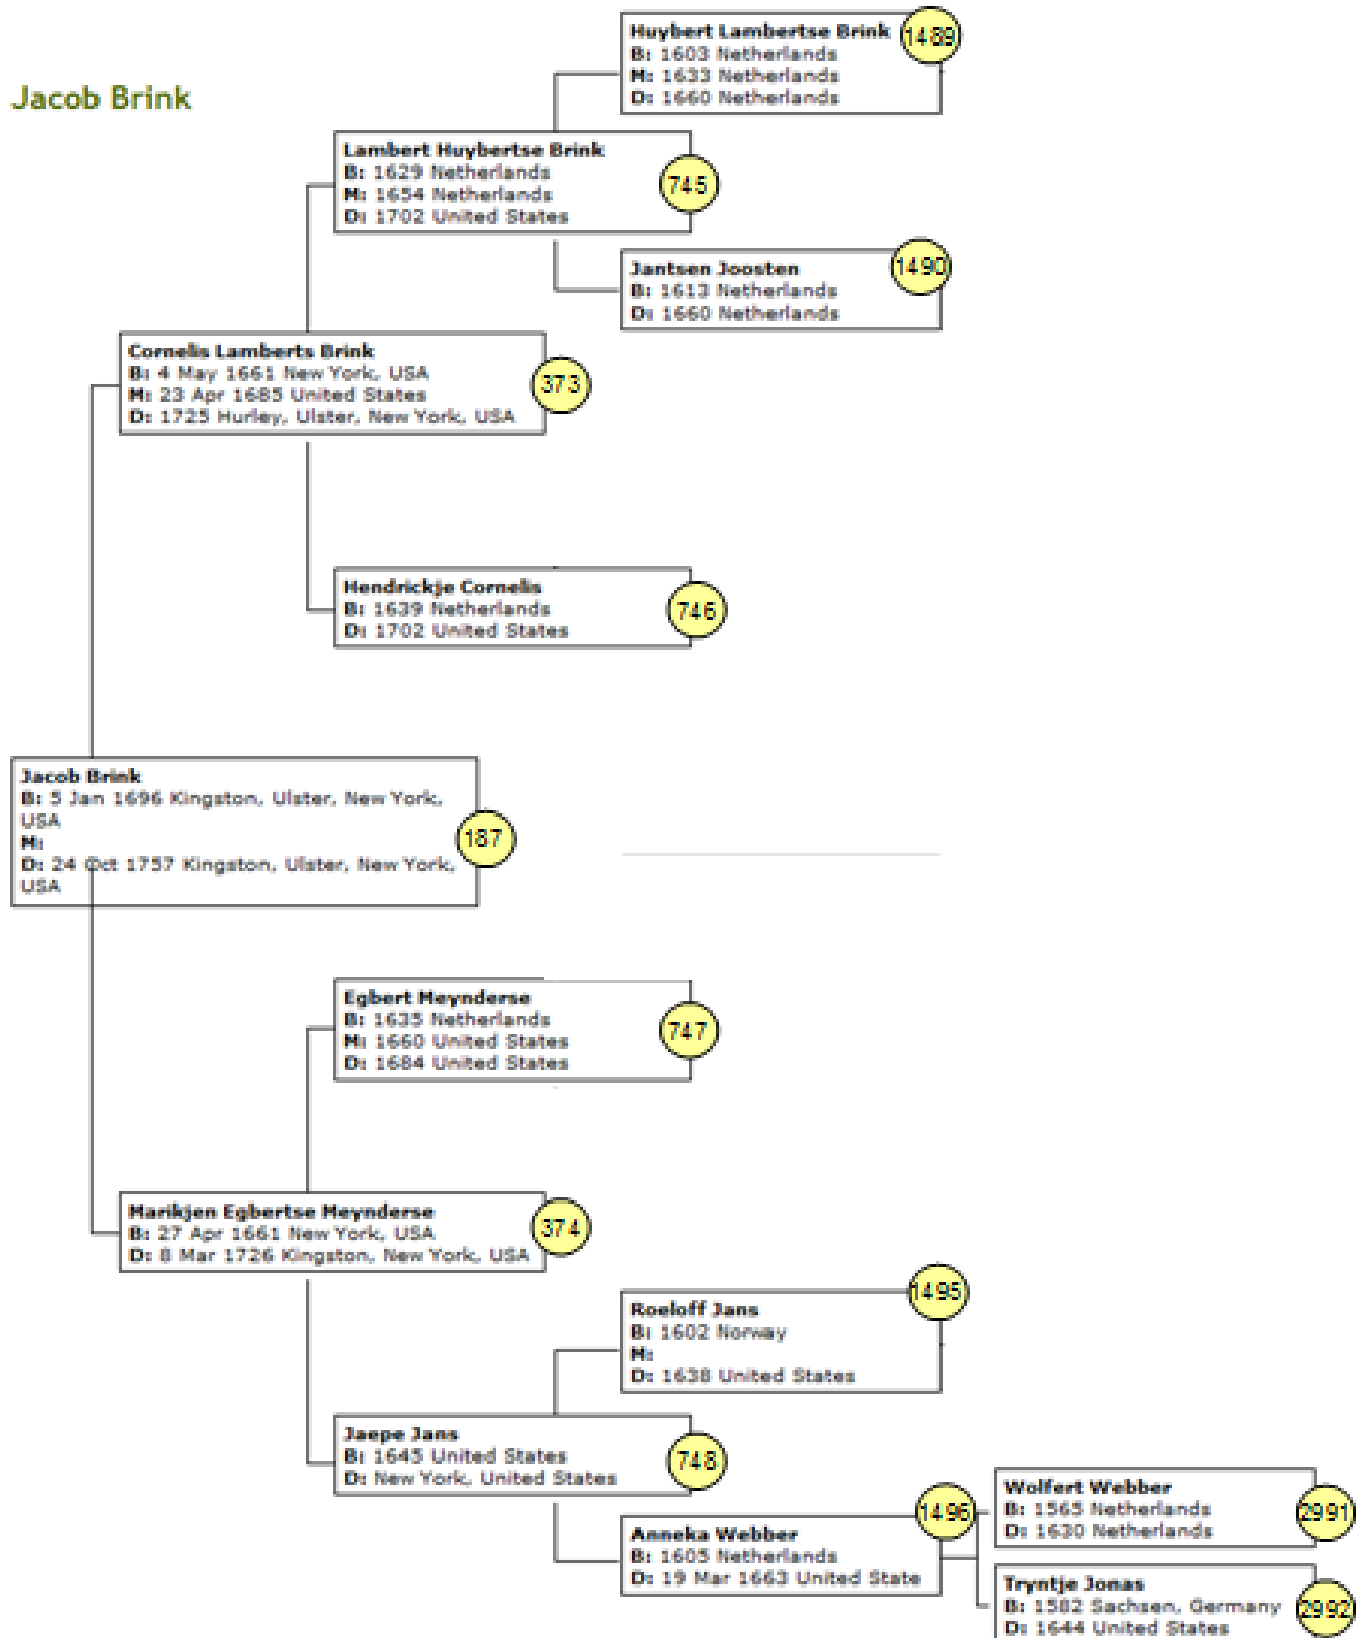 Jacob Brink
Huybert Lambertse Brink
B: 1603 Netherlands
M: 1633 Netherlands
D: 1660 Netherlands
1489
Lambert Huybertse Brink
B: 1629 Netherlands
M: 1654 Netherlands
D: 1702 United States
745
Jantsen Joosten
B: 1613 Netherlands
D: 1660 Netherlands
1490
Cornelis Lamberts Brink
B: 4 May 1661 New York, USA
M: 23 Apr 1685 United States
D: 1725 Hurley, Ulster, New York, USA
373
Hendrickje Cornelis
B: 1639 Netherlands
D: 1702 United States
746
Jacob Brink
B: 5 Jan 1696 Kingston, Ulster, New York,
USA
M:
D: 24 Oct 1757 Kingston, Ulster, New York,
USA
187
Egbert Meynderse
B: 1635 Netherlands
M: 1660 United States
D: 1684 United States
747
Marikjen Egbertse Meynderse
B: 27 Apr 1661 New York, USA
D: 8 Mar 1726 Kingston, New York, USA
374
Roeloff Jans
B: 1602 Norway
M:
D: 1638 United States
1495
Jaepe Jans
B: 1645 United States
D: New York, United States
748
Anneka Webber
B: 1605 Netherlands
D: 19 Mar 1663 United State
1496
Wolfert Webber
B: 1565 Netherlands
D: 1630 Netherlands
2991
Tryntje Jonas
B: 1582 Sachsen, Germany
D: 1644 United States
2992